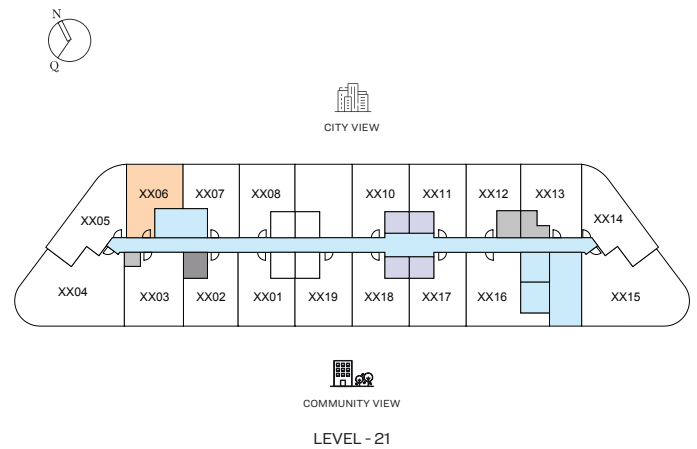 N
Q
CITY VIEW
XX06 XX07 XX08 XX10 XX11 XX12 XX13
XX05 XX14
XX04 XX03 XX02 XX01 XX19 XX18 XX17 XX16 XX15
COMMUNITY VIEW
LEVEL - 21